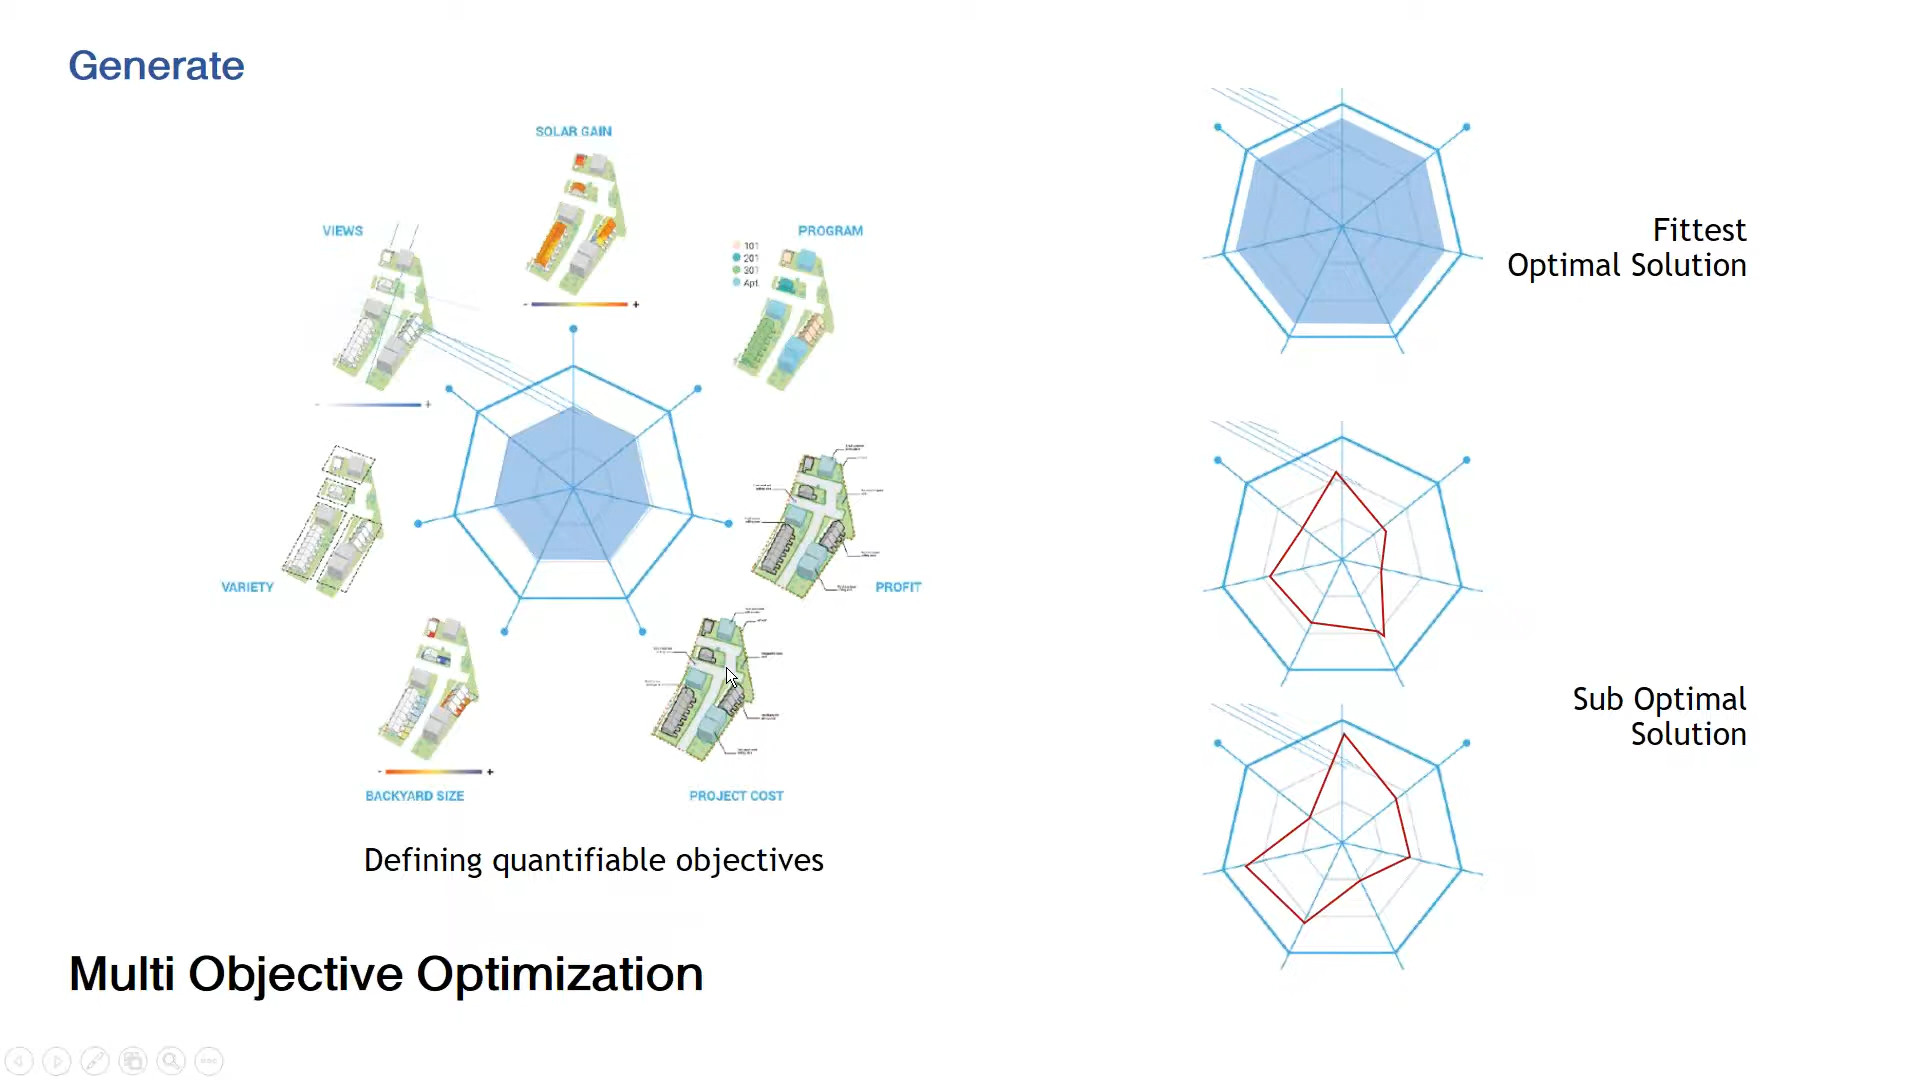 Generate
SOLAR GAIN
- +
VIEWS
- +
PROGRAM
101
201
301
Apt.
VARIETY
PROFIT
BACKYARD SIZE
- +
PROJECT COST
Defining quantifiable objectives
Fittest
Optimal Solution
Sub Optimal
Solution
Multi Objective Optimization